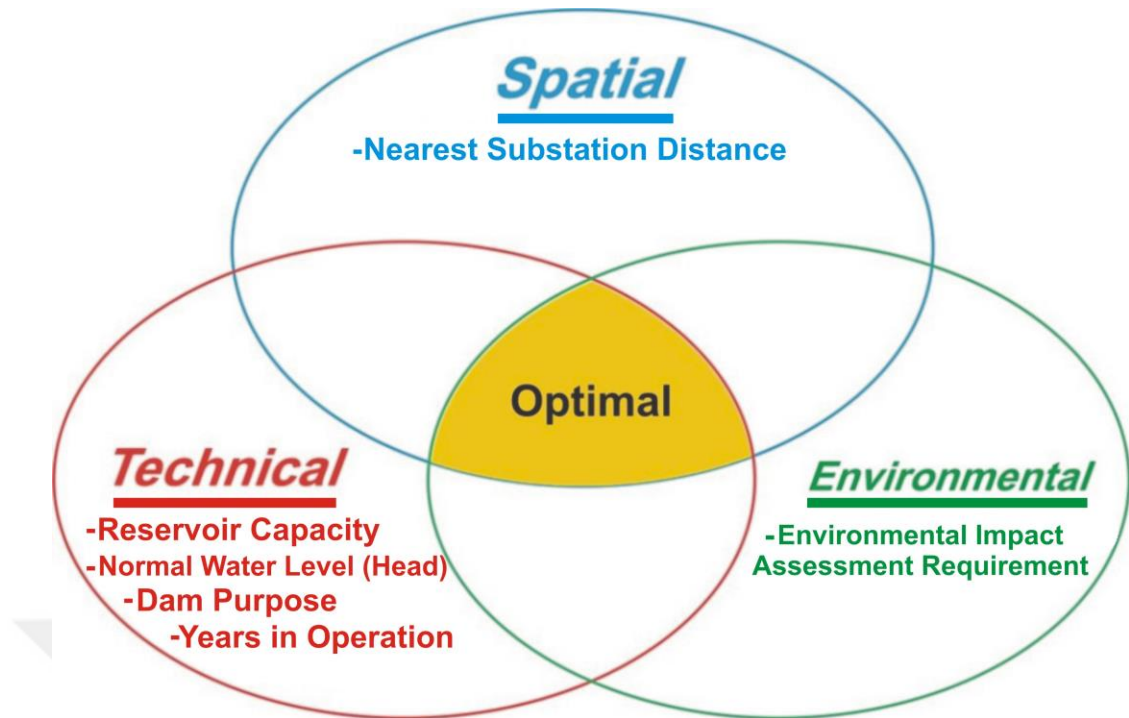 Spatial
-Nearest Substation Distance
Optimal
Technical
-Reservoir Capacity
-Normal Water Level (Head)
-Dam Purpose
-Years in Operation
Environmental
-Environmental Impact
Assessment Requirement